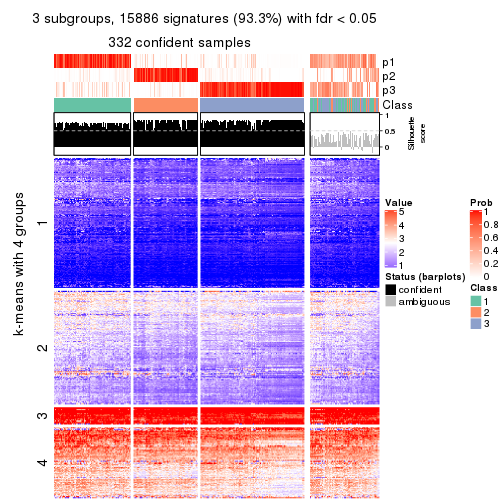 3 subgroups, 15886 signatures (93.3%) with fdr < 0.05
332 confident samples
p1
p2
p3
Class
1
0.5
0
Silhouette
score
k-means with 4 groups
1
2
3
4
Value
5
4
3
2
1
Status (barplots)
confident
ambiguous
Prob
1
0.8
0.6
0.4
0.2
0
Class
1
2
3